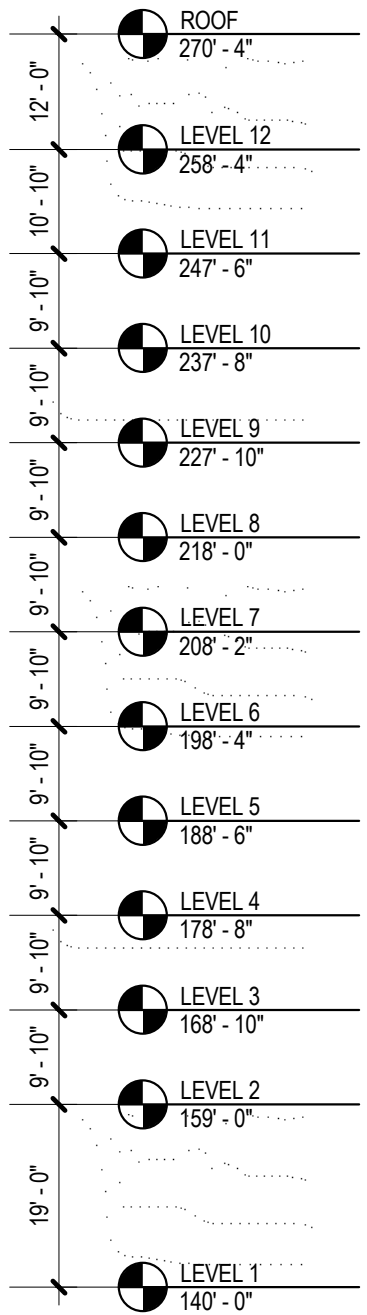 ROOF
270' - 4"
12' - 0"
LEVEL 12
258' - 4"
10' - 10"
LEVEL 11
247' - 6"
9' - 10"
LEVEL 10
237' - 8"
9' - 10"
LEVEL 9
227' - 10"
9' - 10"
LEVEL 8
218' - 0"
9' - 10"
LEVEL 7
208' - 2"
9' - 10"
LEVEL 6
198' - 4"
9' - 10"
LEVEL 5
188' - 6"
9' - 10"
LEVEL 4
178' - 8"
9' - 10"
LEVEL 3
168' - 10"
9' - 10"
LEVEL 2
159' - 0"
19' - 0"
LEVEL 1
140' - 0"